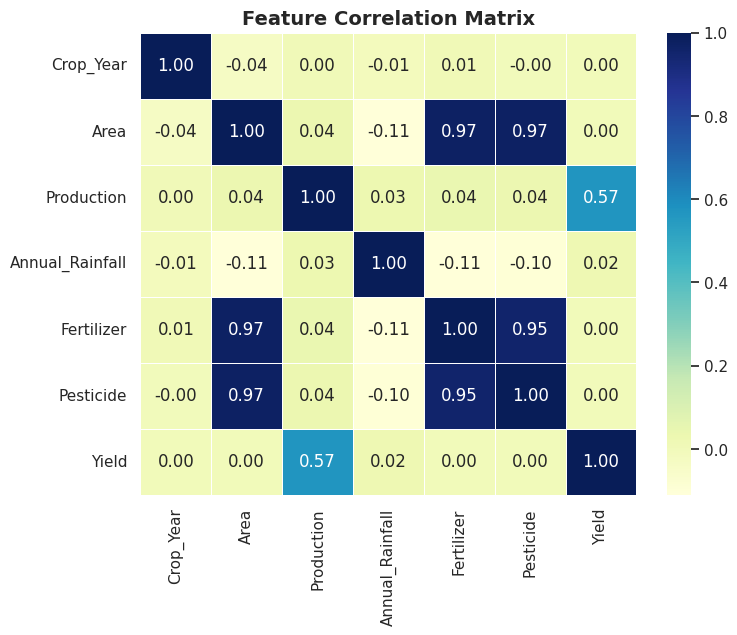 Feature Correlation Matrix
Crop_Year 1.00 -0.04 0.00 -0.01 0.01 -0.00 0.00
Area -0.04 1.00 0.04 -0.11 0.97 0.97 0.00
Production 0.00 0.04 1.00 0.03 0.04 0.04 0.57
Annual_Rainfall -0.01 -0.11 0.03 1.00 -0.11 -0.10 0.02
Fertilizer 0.01 0.97 0.04 -0.11 1.00 0.95 0.00
Pesticide -0.00 0.97 0.04 -0.10 0.95 1.00 0.00
Yield 0.00 0.00 0.57 0.02 0.00 0.00 1.00
Crop_Year Area Production Annual_Rainfall Fertilizer Pesticide Yield
1.0
0.8
0.6
0.4
0.2
0.0